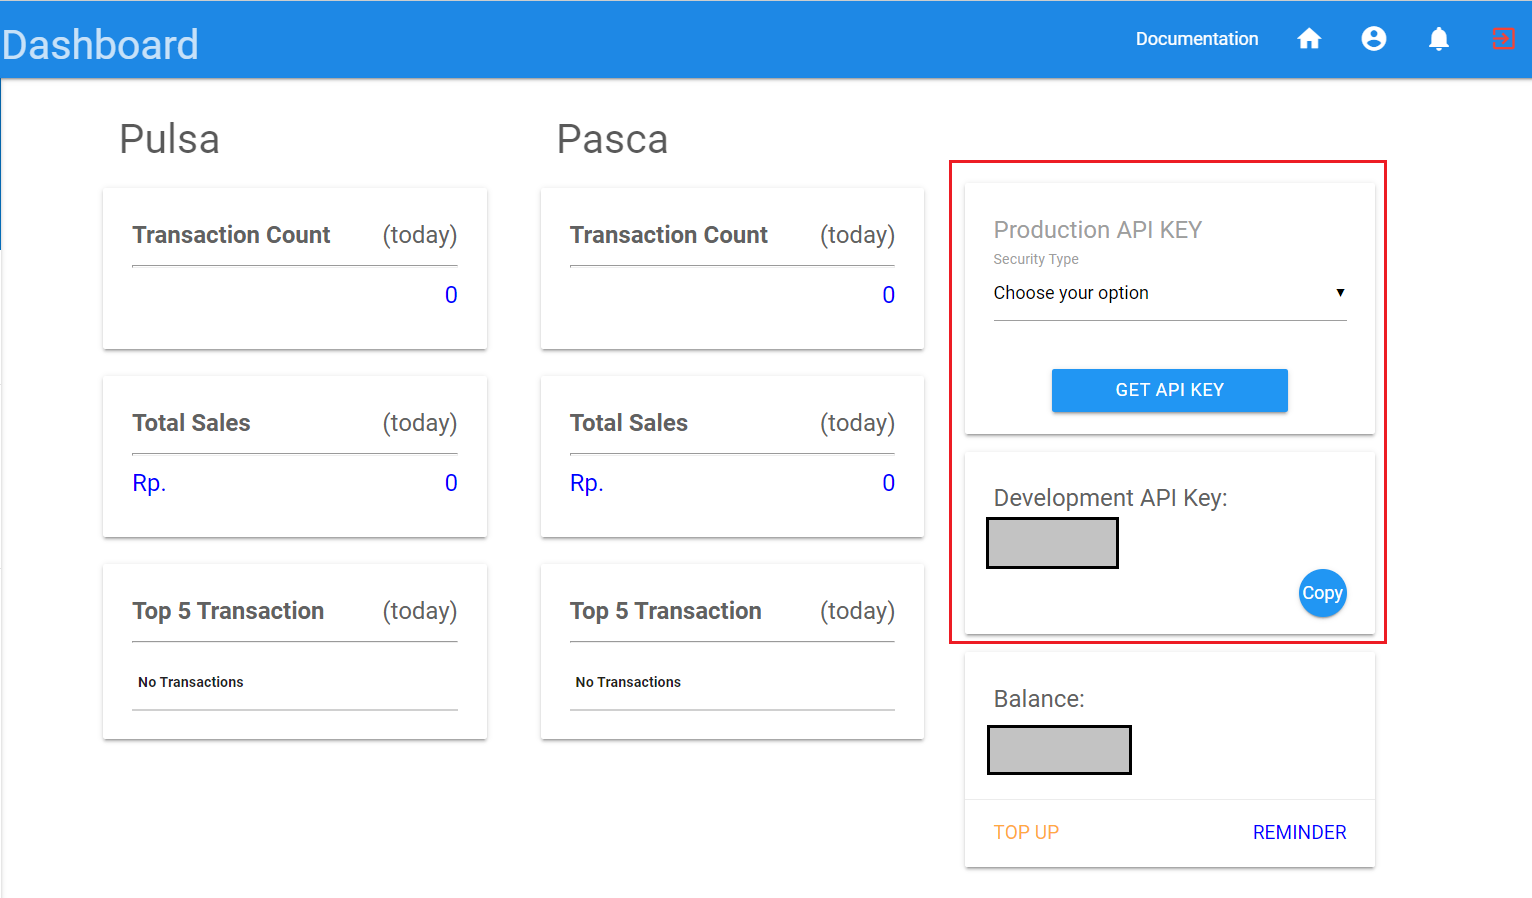 Dashboard
Documentation
Pulsa
Transaction Count (today)
0
Total Sales (today)
Rp. 0
Top 5 Transaction (today)
No Transactions
Pasca
Transaction Count (today)
0
Total Sales (today)
Rp. 0
Top 5 Transaction (today)
No Transactions
Production API KEY
Security Type
Choose your option
GET API KEY
Development API Key:
Copy
Balance:
TOP UP
REMINDER